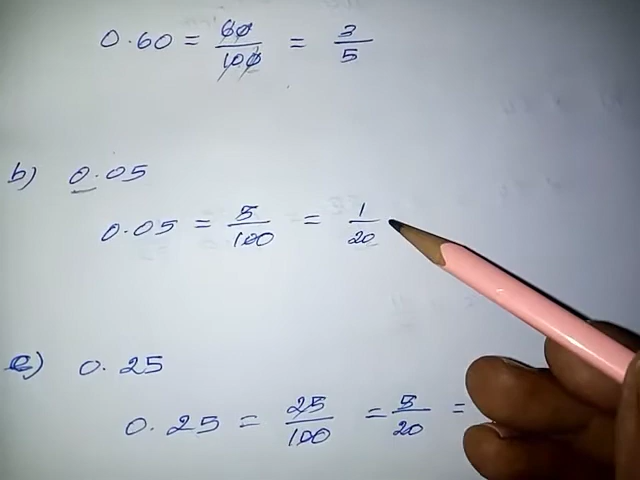 0.60 = 60/100 = 3/5
b) 0.05
0.05 = 5/100 = 1/20
c) 0.25
0.25 = 25/100 = 5/20 =